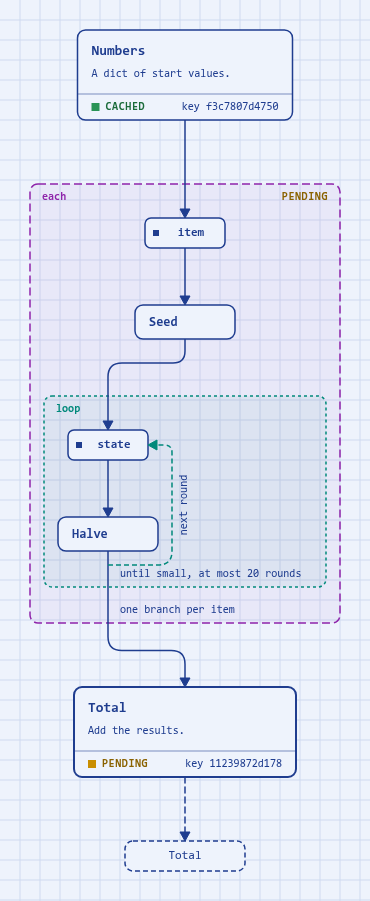 Numbers
A dict of start values.
CACHED key f3c7807d4750
each PENDING
item
Seed
loop
state
next round
Halve
until small, at most 20 rounds
one branch per item
Total
Add the results.
PENDING key 11239872d178
Total